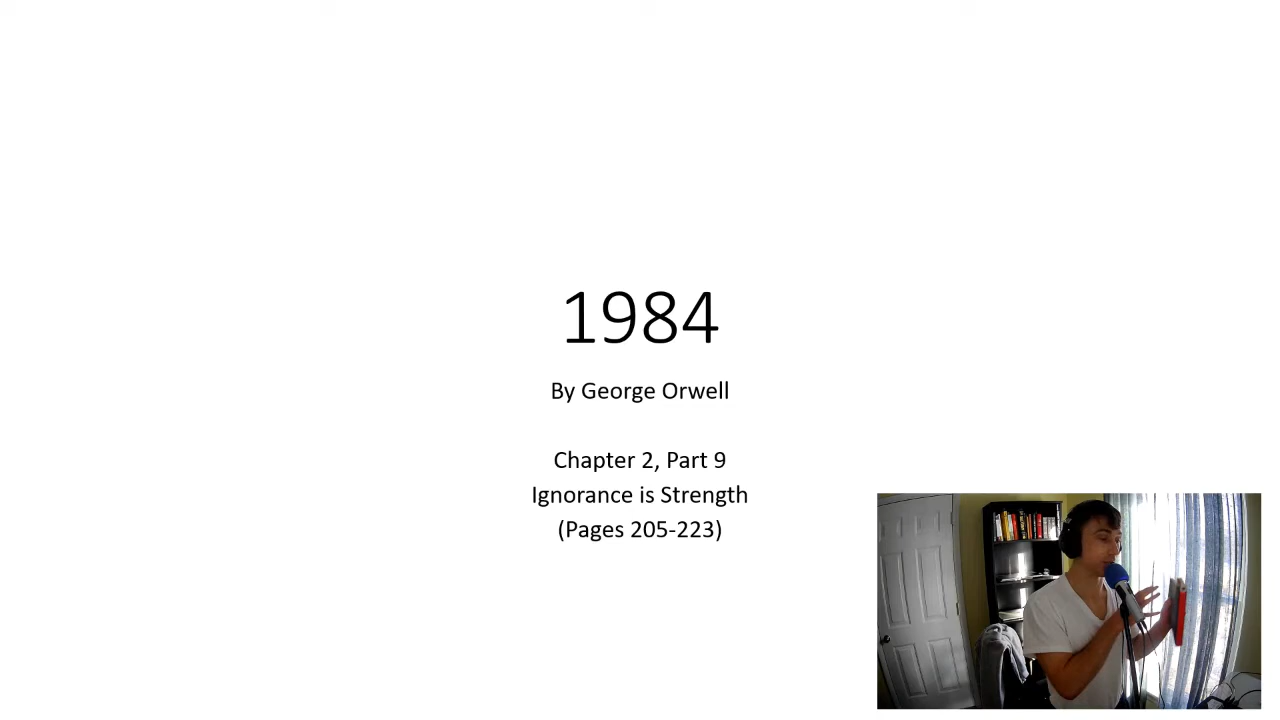 1984
By George Orwell
Chapter 2, Part 9
Ignorance is Strength
(Pages 205-223)